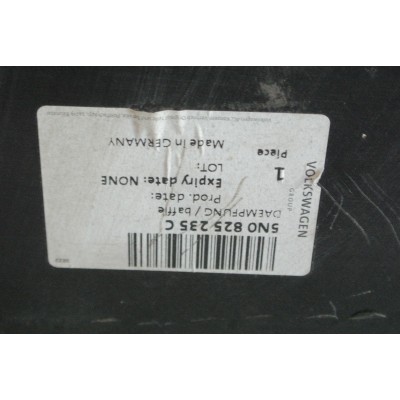 5N0 825 235 C
DAEMPFUNG / baffle
Prod. date:
Expiry date: NONE
LOT:
Made in GERMANY
1
Piece
VOLKSWAGEN
GROUP